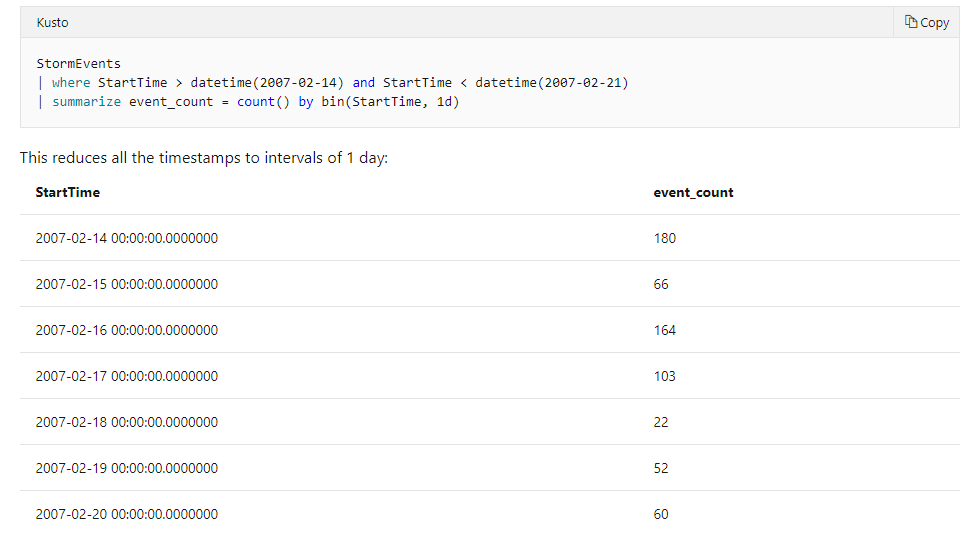 Kusto Copy
StormEvents
| where StartTime > datetime(2007-02-14) and StartTime < datetime(2007-02-21)
| summarize event_count = count() by bin(StartTime, 1d)
This reduces all the timestamps to intervals of 1 day:
StartTime event_count
2007-02-14 00:00:00.0000000 180
2007-02-15 00:00:00.0000000 66
2007-02-16 00:00:00.0000000 164
2007-02-17 00:00:00.0000000 103
2007-02-18 00:00:00.0000000 22
2007-02-19 00:00:00.0000000 52
2007-02-20 00:00:00.0000000 60